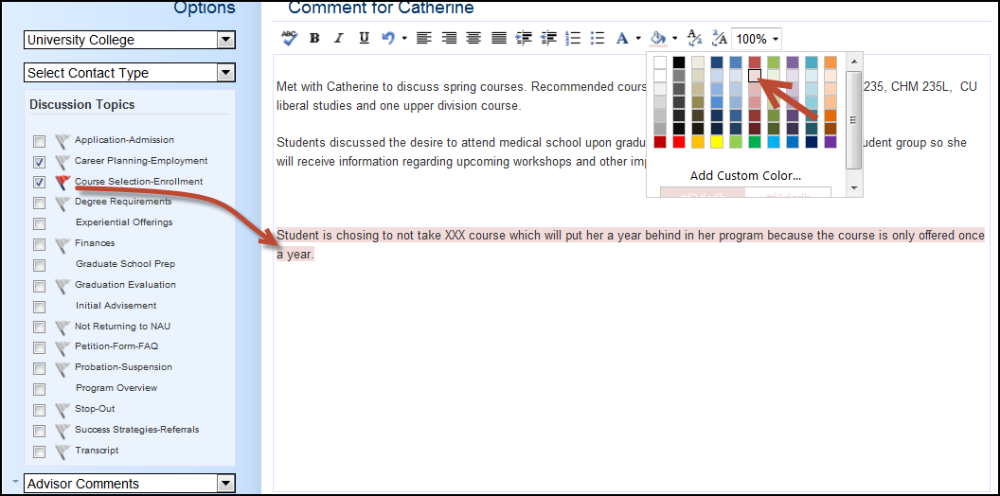 Options
Comment for Catherine
University College
Select Contact Type
Discussion Topics
Application-Admission
Career Planning-Employment
Course Selection-Enrollment
Degree Requirements
Experiential Offerings
Finances
Graduate School Prep
Graduation Evaluation
Initial Advisement
Not Returning to NAU
Petition-Form-FAQ
Probation-Suspension
Program Overview
Stop-Out
Success Strategies-Referrals
Transcript
Advisor Comments
ABC B I U A A A 100%
Met with Catherine to discuss spring courses. Recommended cours 235, CHM 235L, CU
liberal studies and one upper division course.
Students discussed the desire to attend medical school upon gradu udent group so she
will receive information regarding upcoming workshops and other imp
Add Custom Color...
Student is chosing to not take XXX course which will put her a year behind in her program because the course is only offered once
a year.